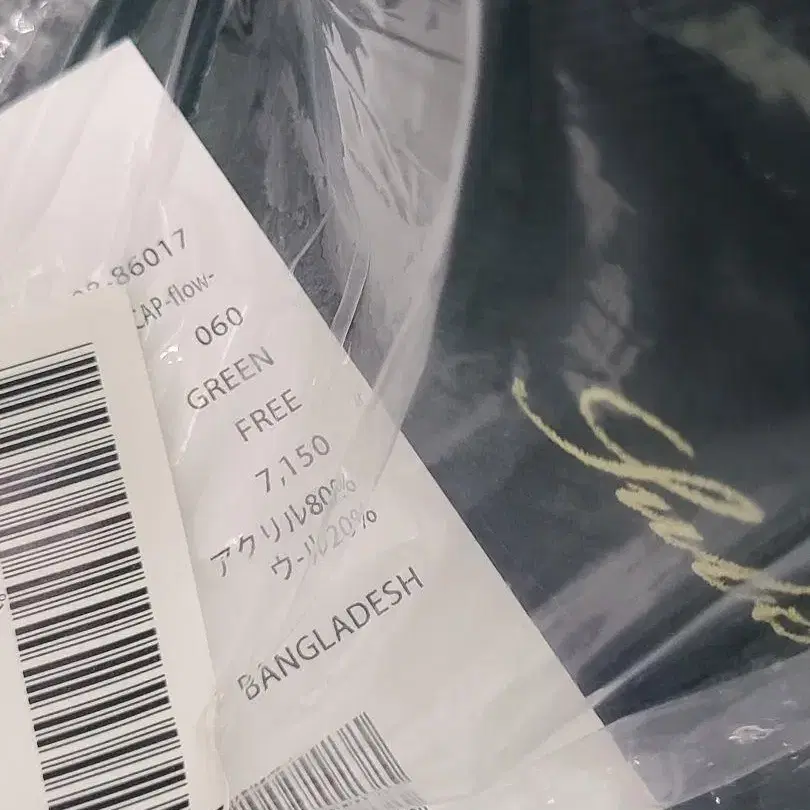 -86017
CAP-flow-
060
GREEN
FREE
7,150
アクリル80%
ウール20%
BANGLADESH